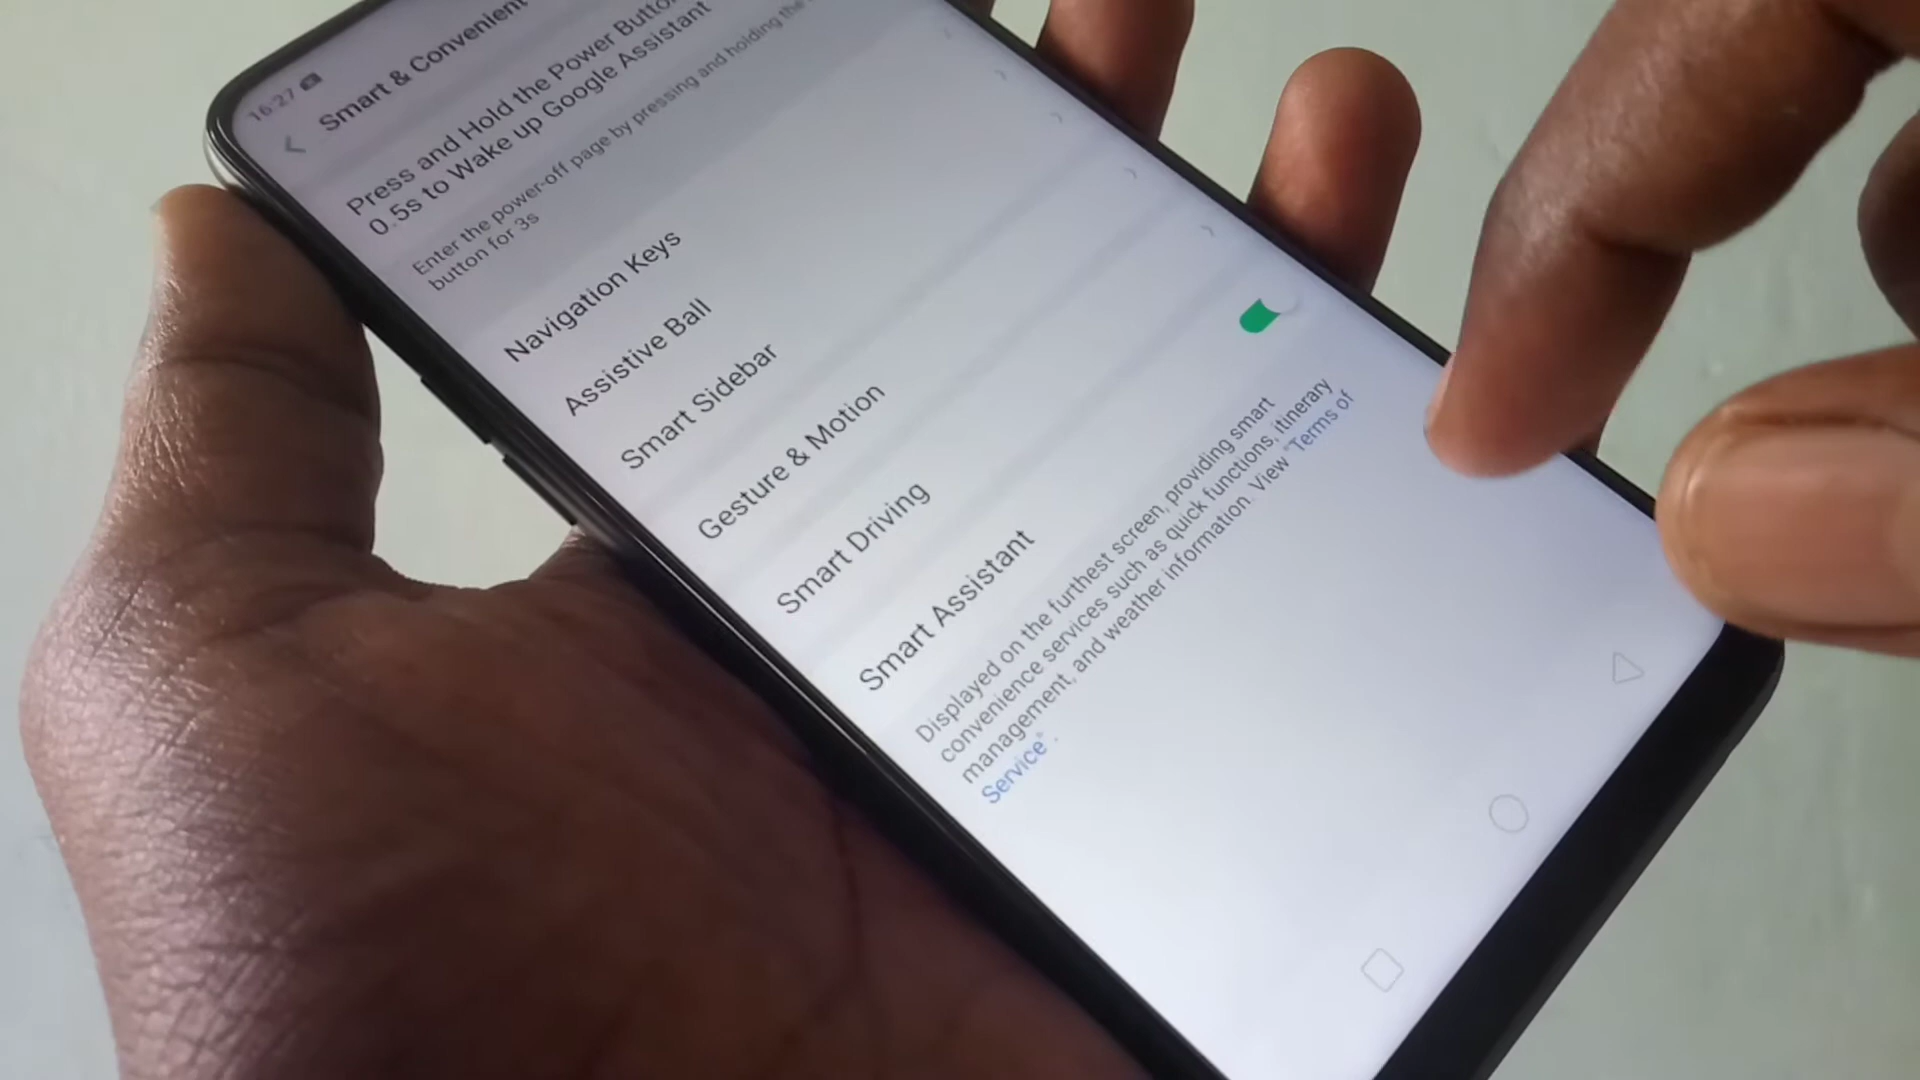 16:27
Smart & Convenient
Press and Hold the Power Button
0.5s to Wake up Google Assistant
Enter the power-off page by pressing and holding the
button for 3s
Navigation Keys
Assistive Ball
Smart Sidebar
Gesture & Motion
Smart Driving
Smart Assistant
Displayed on the furthest screen, providing smart
convenience services such as quick functions, itinerary
management, and weather information. View "Terms of
Service".